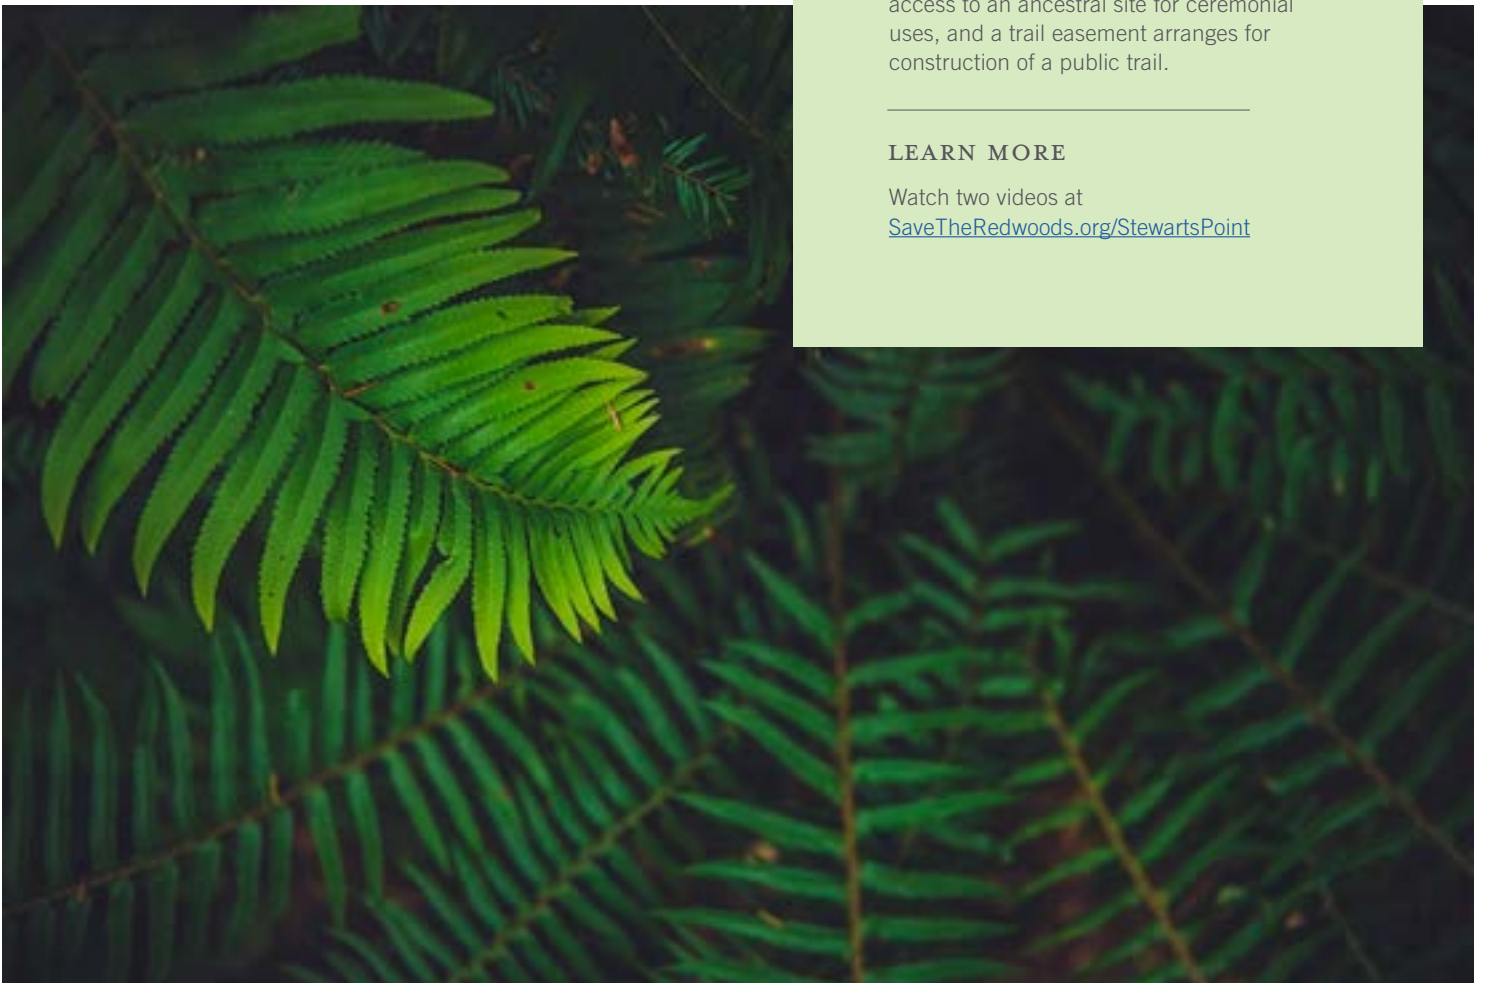 access to an ancestral site for ceremonial
uses, and a trail easement arranges for
construction of a public trail.
LEARN MORE
Watch two videos at
SaveTheRedwoods.org/StewartsPoint